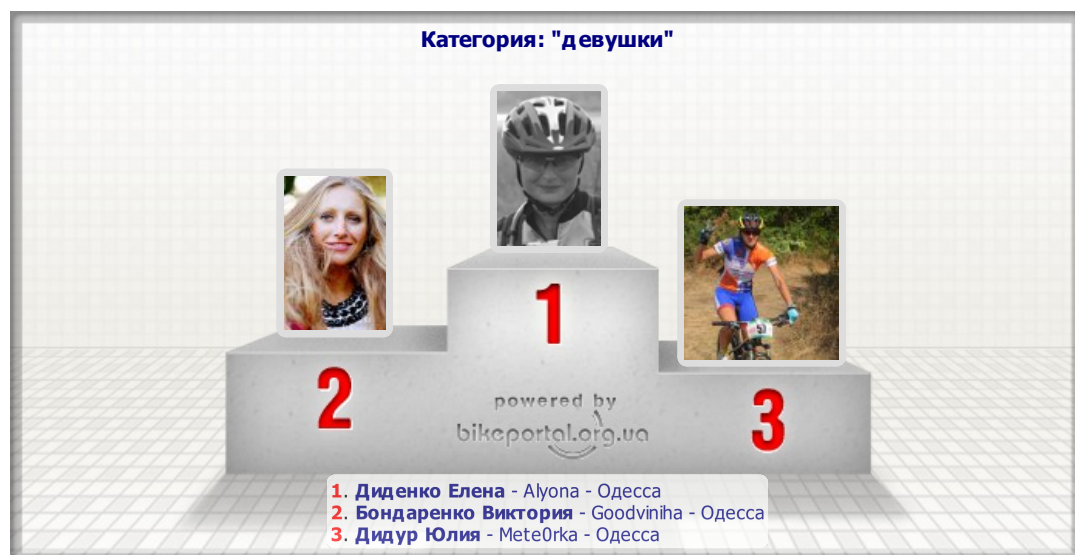 Категория: "девушки"
1
2
3
57
powered by
bikeportal.org.ua
1. Диденко Елена - Alyona - Одесса
2. Бондаренко Виктория - Goodviniha - Одесса
3. Дидур Юлия - Mete0rka - Одесса